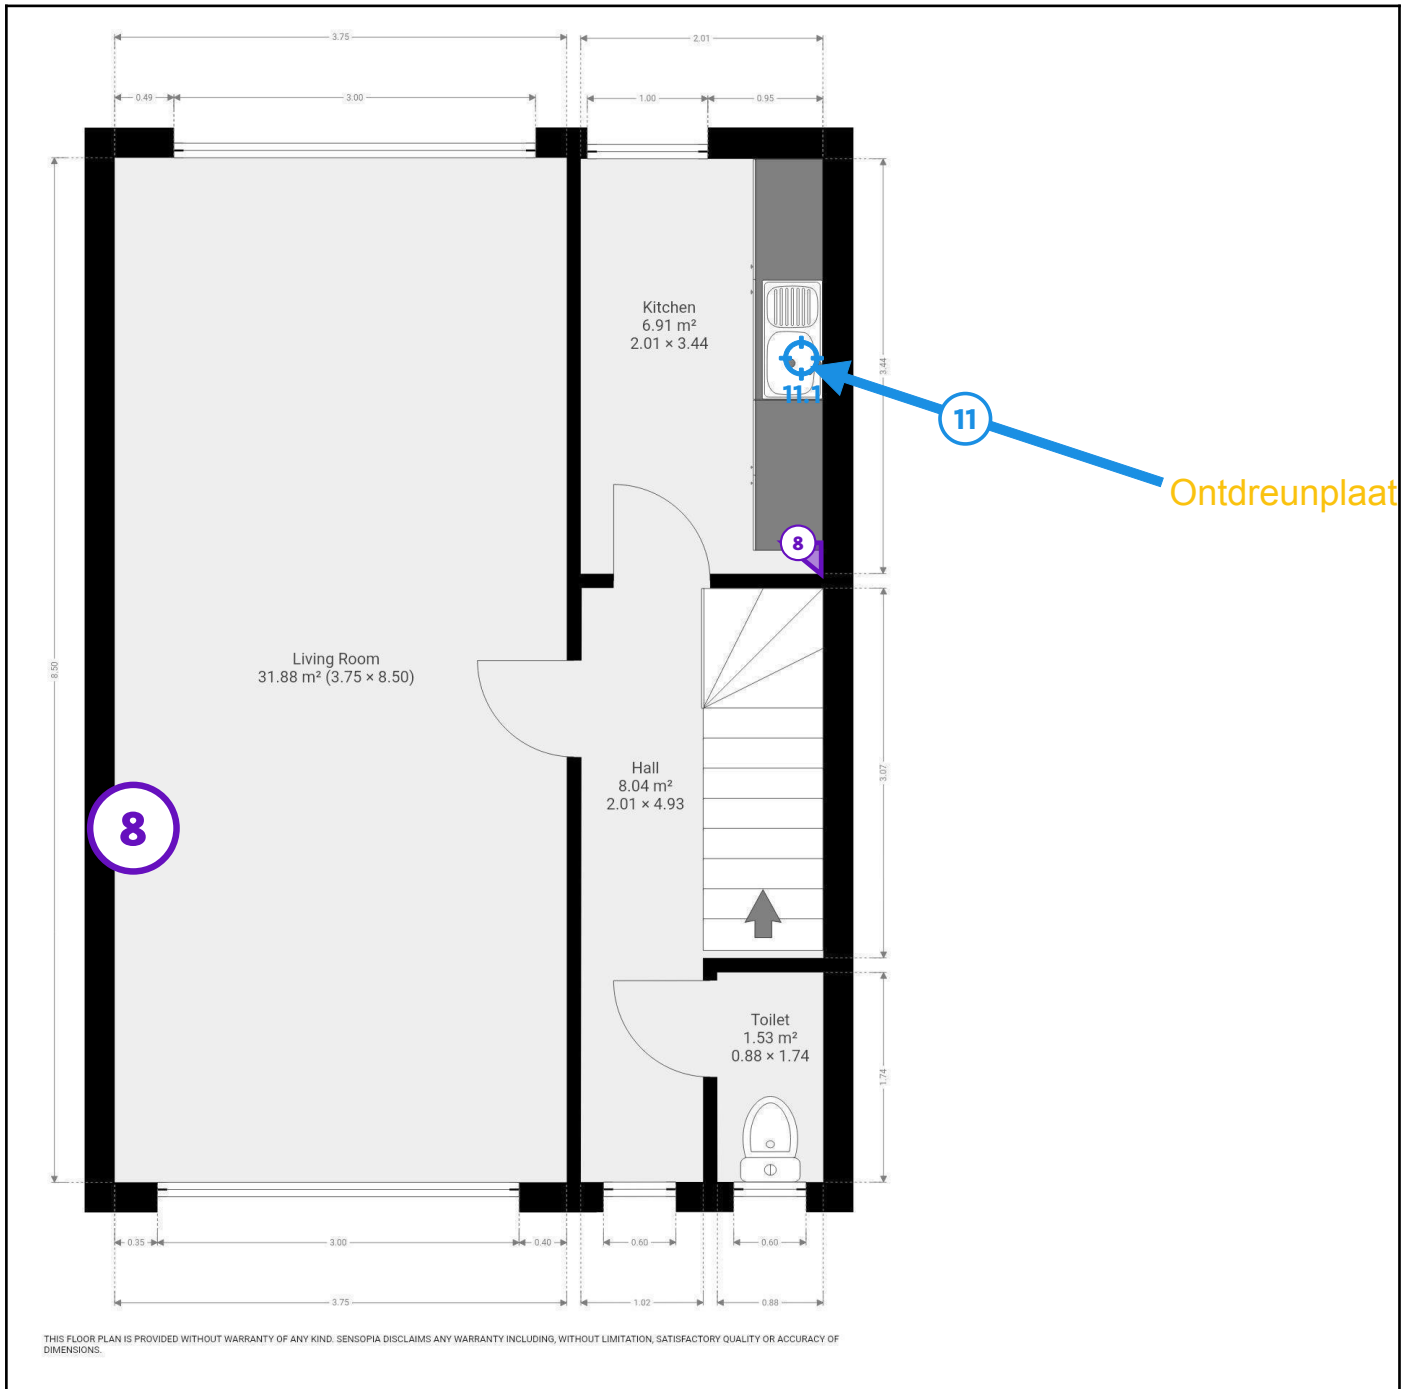 3.75
2.01
0.49
3.00
1.00
0.95
Kitchen
6.91 m²
2.01 × 3.44
3.44
11.1
11
Ontdreunplaat
8
8.50
Living Room
31.88 m² (3.75 × 8.50)
Hall
8.04 m²
2.01 × 4.93
3.07
8
Toilet
1.53 m²
0.88 × 1.74
1.74
0.35
3.00
0.40
0.60
0.60
3.75
1.02
0.88
THIS FLOOR PLAN IS PROVIDED WITHOUT WARRANTY OF ANY KIND. SENSOPIA DISCLAIMS ANY WARRANTY INCLUDING, WITHOUT LIMITATION, SATISFACTORY QUALITY OR ACCURACY OF
DIMENSIONS.